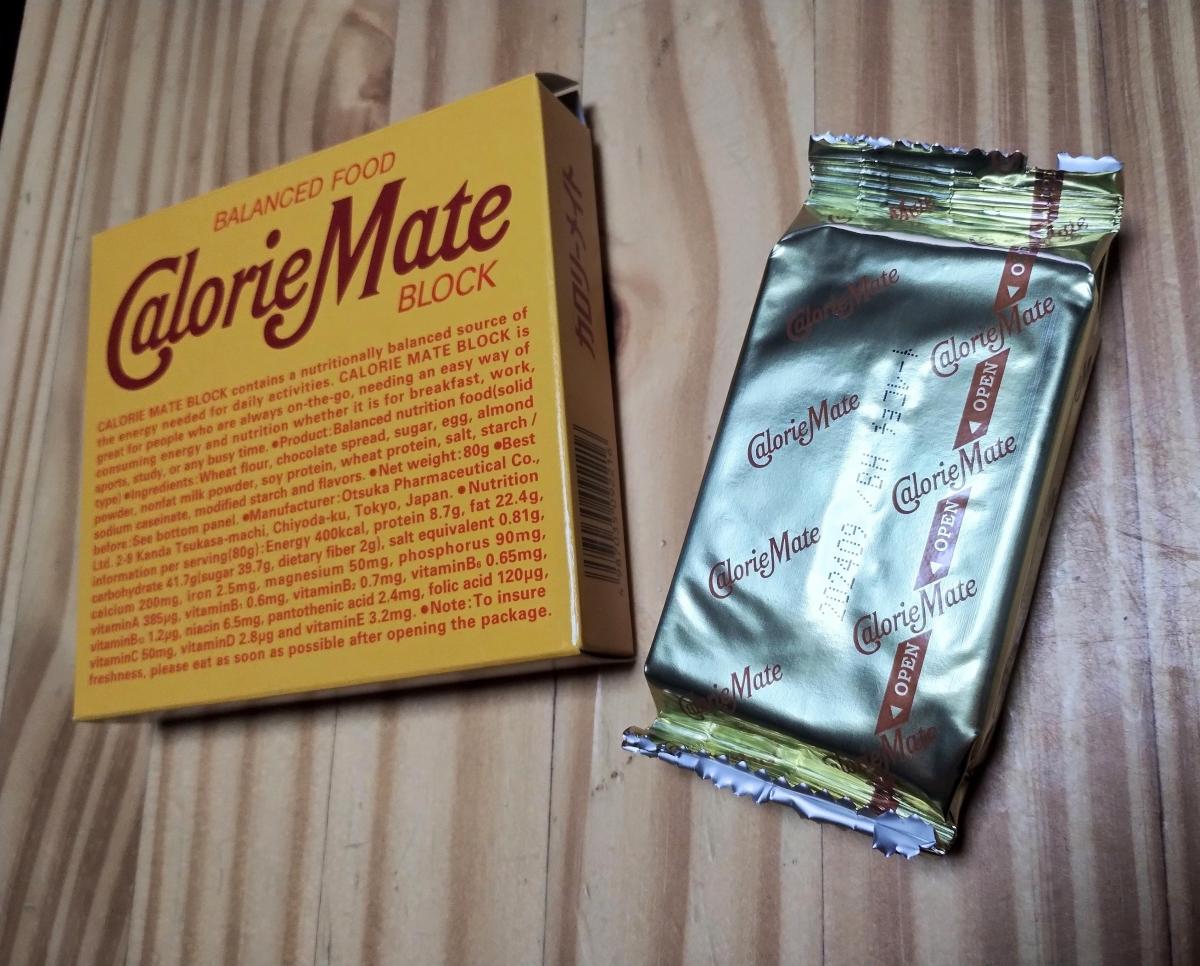 BALANCED FOOD
CalorieMate
BLOCK
CALORIE MATE BLOCK contains a nutritionally balanced source of
the energy needed for daily activities. CALORIE MATE BLOCK is
great for people who are always on-the-go, needing an easy way of
consuming energy and nutrition whether it is for breakfast, work,
sports, study, or any busy time. ●Product:Balanced nutrition food(solid
type) ●Ingredients:Wheat flour, chocolate spread, sugar, egg, almond
powder, nonfat milk powder, soy protein, wheat protein, salt, starch /
sodium caseinate, modified starch and flavors. ●Net weight:80g ●Best
before:See bottom panel. ●Manufacturer:Otsuka Pharmaceutical Co.,
Ltd. 2-9 Kanda Tsukasa-machi, Chiyoda-ku, Tokyo, Japan. ●Nutrition
information per serving(80g):Energy 400kcal, protein 8.7g, fat 22.4g,
carbohydrate 41.7g(sugar 39.7g, dietary fiber 2g), salt equivalent 0.81g,
calcium 200mg, iron 2.5mg, magnesium 50mg, phosphorus 90mg,
vitaminA 385μg, vitaminB₁ 0.6mg, vitaminB₂ 0.7mg, vitaminB₆ 0.65mg,
vitaminB₁₂ 1.2μg, niacin 6.5mg, pantothenic acid 2.4mg, folic acid 120μg,
vitaminC 50mg, vitaminD 2.8μg and vitaminE 3.2mg. ●Note:To insure
freshness, please eat as soon as possible after opening the package.
カロリーメイト
CalorieMate
CalorieMate
OPEN
CalorieMate
CalorieMate
OPEN
CalorieMate
CalorieMate
OPEN
CalorieMate
CalorieMate
202409